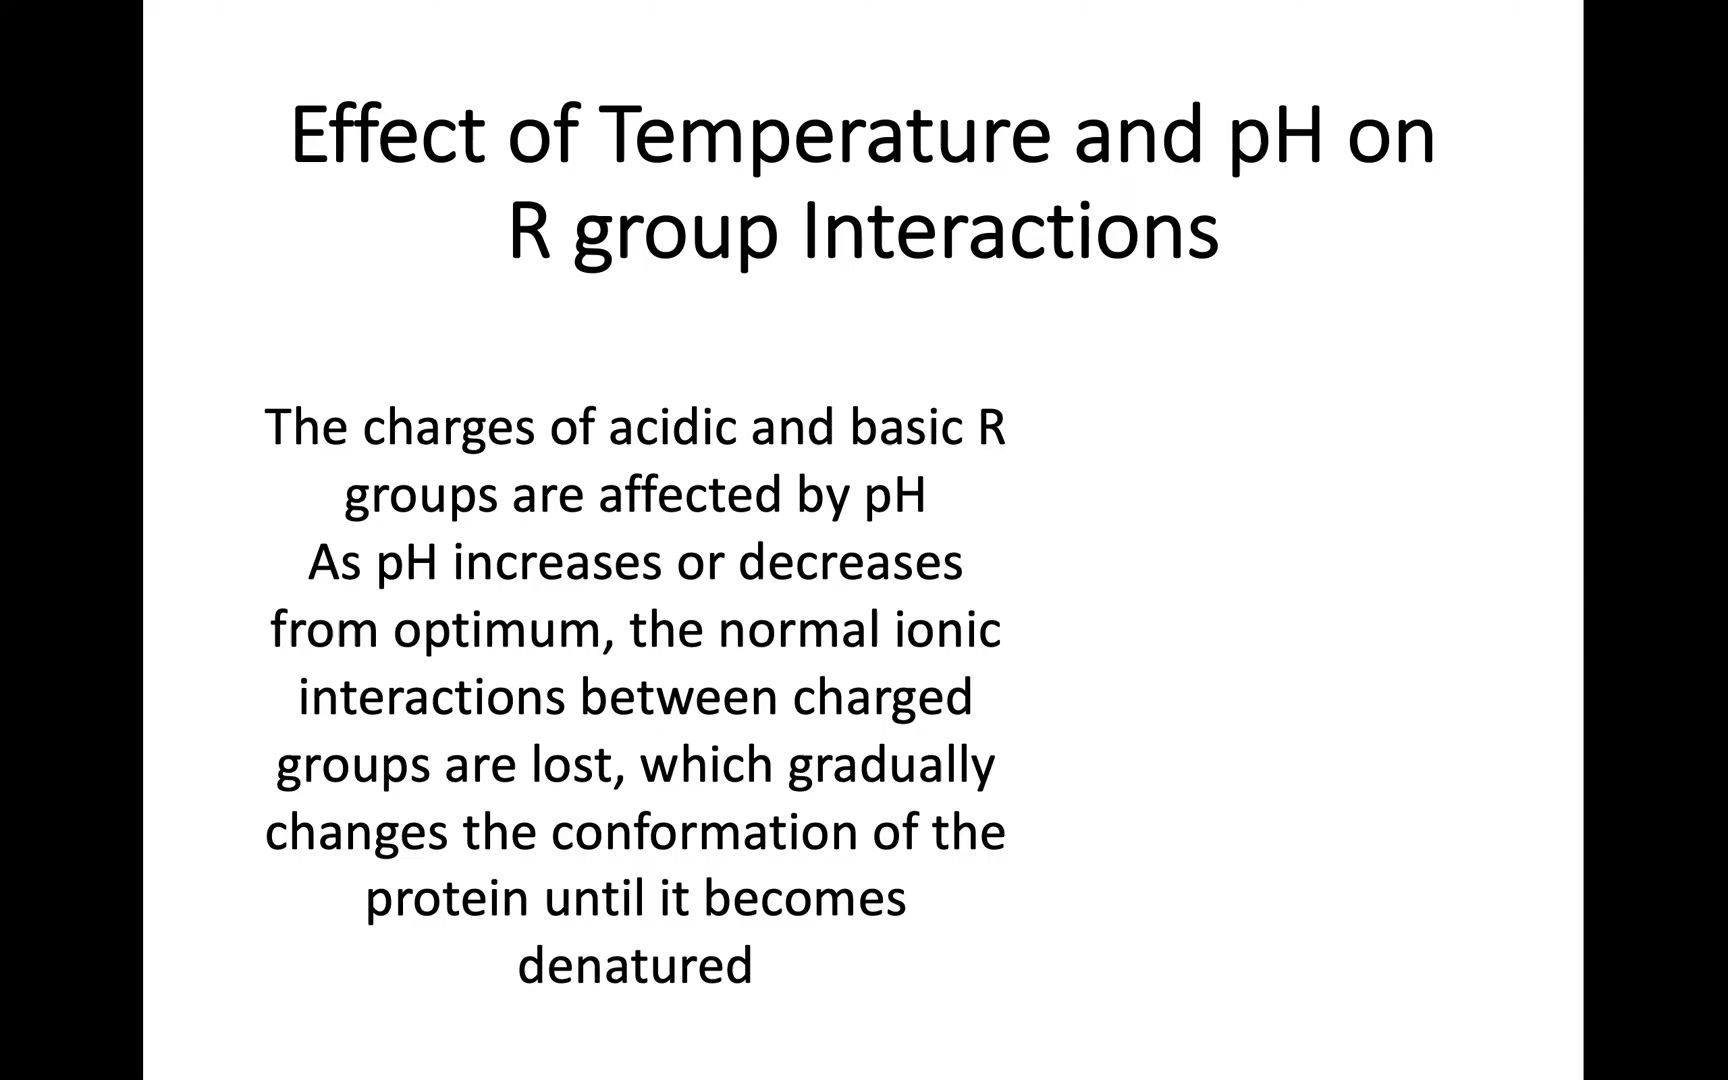 Effect of Temperature and pH on
R group Interactions
The charges of acidic and basic R
groups are affected by pH
As pH increases or decreases
from optimum, the normal ionic
interactions between charged
groups are lost, which gradually
changes the conformation of the
protein until it becomes
denatured